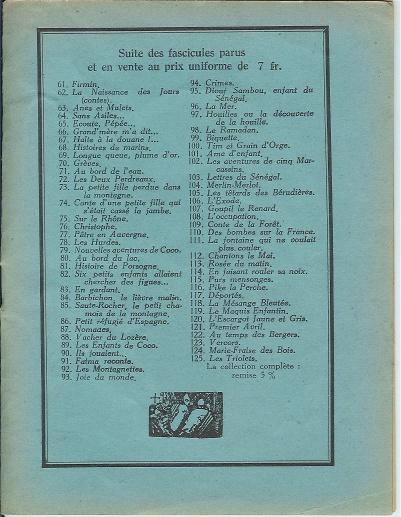 Suite des fascicules parus
et en vente au prix uniforme de 7 fr.
61. Firmin.
62. La Naissance des Jours
(contes).
63. Anes et Mulets.
64. Sans Asiles...
65. Ecoute, Pépée...
66. Grand'mère m'a dit...
67. Halte à la douane !...
68. Histoires de marins.
69. Longue queue, plume d'or.
70. Grèves.
71. Au bord de l'eau.
72. Les Deux Perdreaux.
73. La petite fille perdue dans
la montagne.
74. Conte d'une petite fille qui
s'était cassé la jambe.
75. Sur le Rhône.
76. Christophe.
77. Pâtre en Auvergne.
78. Les Hurdes.
79. Nouvelles aventures de Coco.
80. Au bord du lac.
81. Histoire de Forsogne.
82. Six petits enfants allaient
chercher des figues...
83. En gardant.
84. Barbichon, le lièvre malin.
85. Saute-Rocher, le petit cha-
mois de la montagne.
86. Petit réfugié d'Espagne.
87. Nomades.
88. Vacher du Lozère.
89. Les Enfants de Coco.
90. Ils jouaient...
91. Fatma raconte.
92. Les Montagnettes.
93. Joie du monde.
94. Crimes.
95. Diouf Sambou, enfant du
Sénégal.
96. La Mer.
97. Houilles ou la découverte
de la houille.
98. Le Ramadan.
99. Biquette.
100. Tim et Grain d'Orge.
101. Ame d'enfant.
102. Les aventures de cinq Mar-
cassins.
103. Lettres du Sénégal.
104. Merlin-Merlot.
105. Les têtards des Béradières.
106. L'Exode.
107. Goupil le Renard.
108. L'occupation.
109. Conte de la Forêt.
110. Des bombes sur la France.
111. La fontaine qui ne voulait
plus couler.
112. Chantons le Mai.
113. Rosée du matin.
114. En faisant rouler sa noix.
115. Purs mensonges.
116. Pike la Perche.
117. Déportés.
118. La Mésange Bleutée.
119. Le Maquis Enfantin.
120. L'Escargot Jaune et Gris.
121. Premier Avril.
122. Au temps des Bergers.
123. Vercors.
124. Marie-Fraise des Bois.
125. Les Triolets.
La collection complète :
remise 5 %